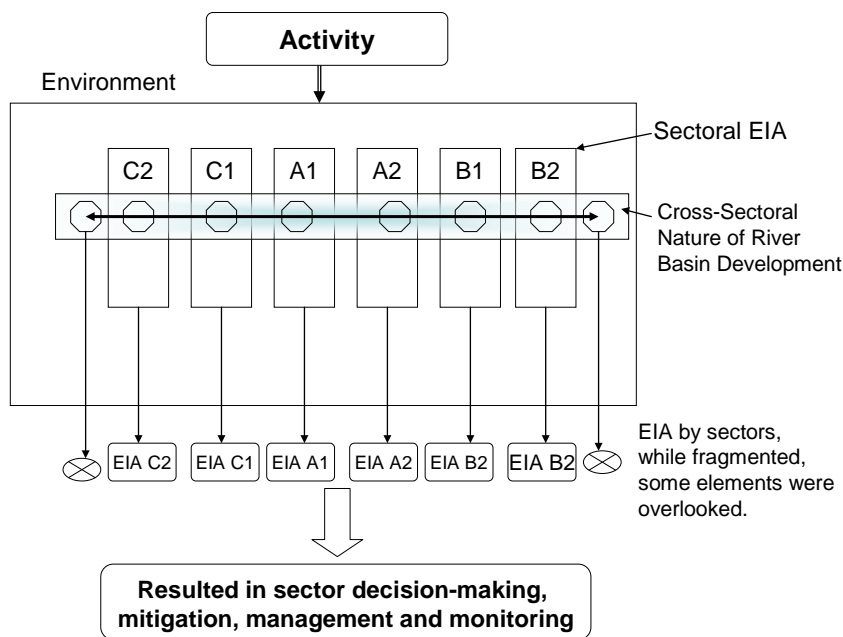 Activity
Environment
Sectoral EIA
C2 C1 A1 A2 B1 B2
Cross-Sectoral
Nature of River
Basin Development
EIA C2 EIA C1 EIA A1 EIA A2 EIA B2 EIA B2
EIA by sectors,
while fragmented,
some elements were
overlooked.
Resulted in sector decision-making,
mitigation, management and monitoring